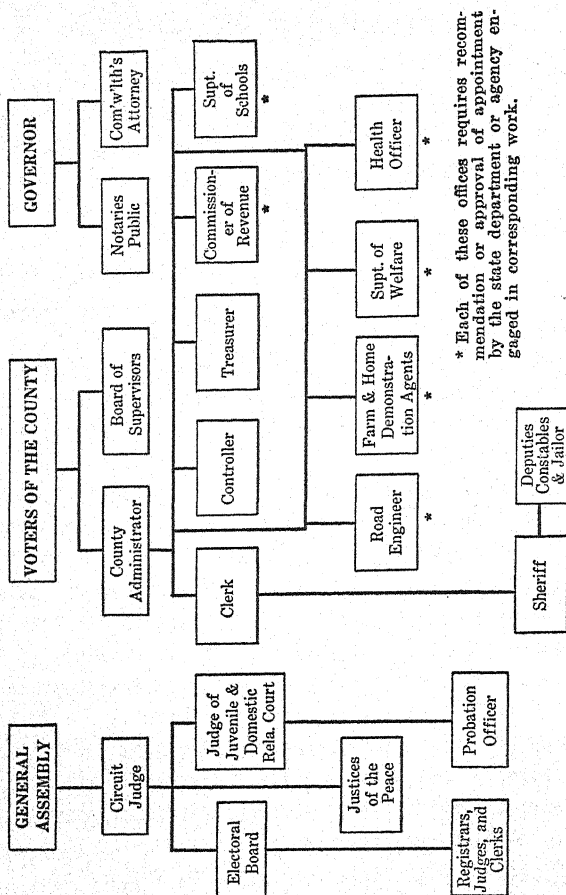 GENERAL
ASSEMBLY
VOTERS OF THE COUNTY
GOVERNOR
Circuit
Judge
County
Administrator
Board of
Supervisors
Notaries
Public
Com'w'lth's
Attorney
Electoral
Board
Judge of
Juvenile &
Domestic
Rela. Court
Clerk
Controller
Treasurer
Commission-
er of
Revenue
*
Supt.
of
Schools
*
Justices
of the
Peace
Road
Engineer
*
Farm & Home
Demonstra-
tion Agents
*
Supt. of
Welfare
*
Health
Officer
*
Registrars,
Judges, and
Clerks
Probation
Officer
Sheriff
Deputies
Constables
& Jailor
* Each of these offices requires recom-
mendation or approval of appointment
by the state department or agency en-
gaged in corresponding work.